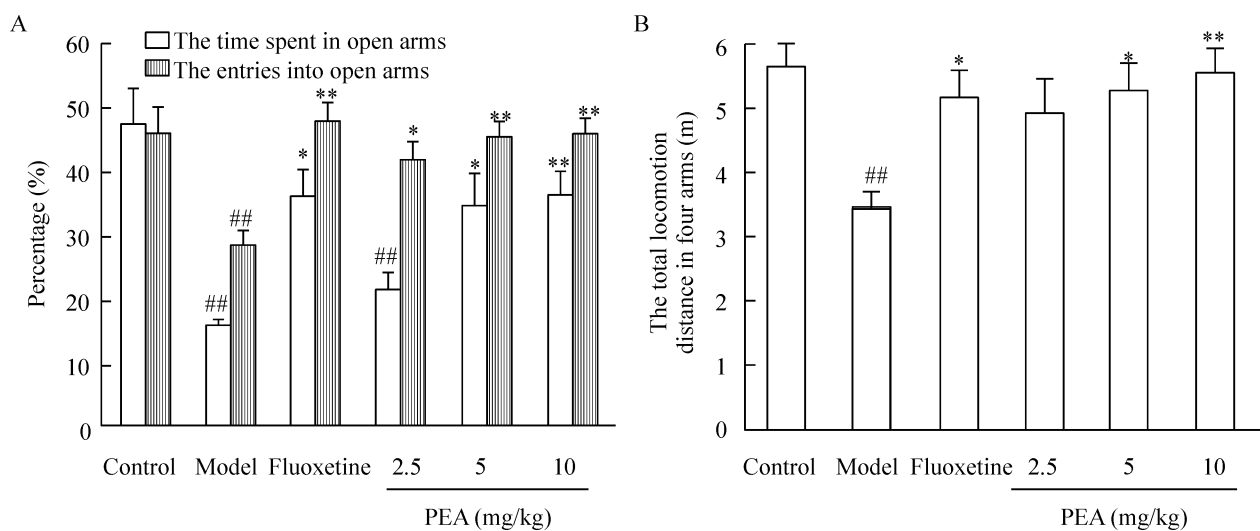 A
The time spent in open arms
The entries into open arms
Percentage (%)
60
50
40
30
20
10
0
##
##
*
**
##
*
*
**
**
**
Control Model Fluoxetine 2.5 5 10
PEA (mg/kg)
B
The total locomotion
distance in four arms (m)
6
5
4
3
2
1
0
##
*
*
**
Control Model Fluoxetine 2.5 5 10
PEA (mg/kg)